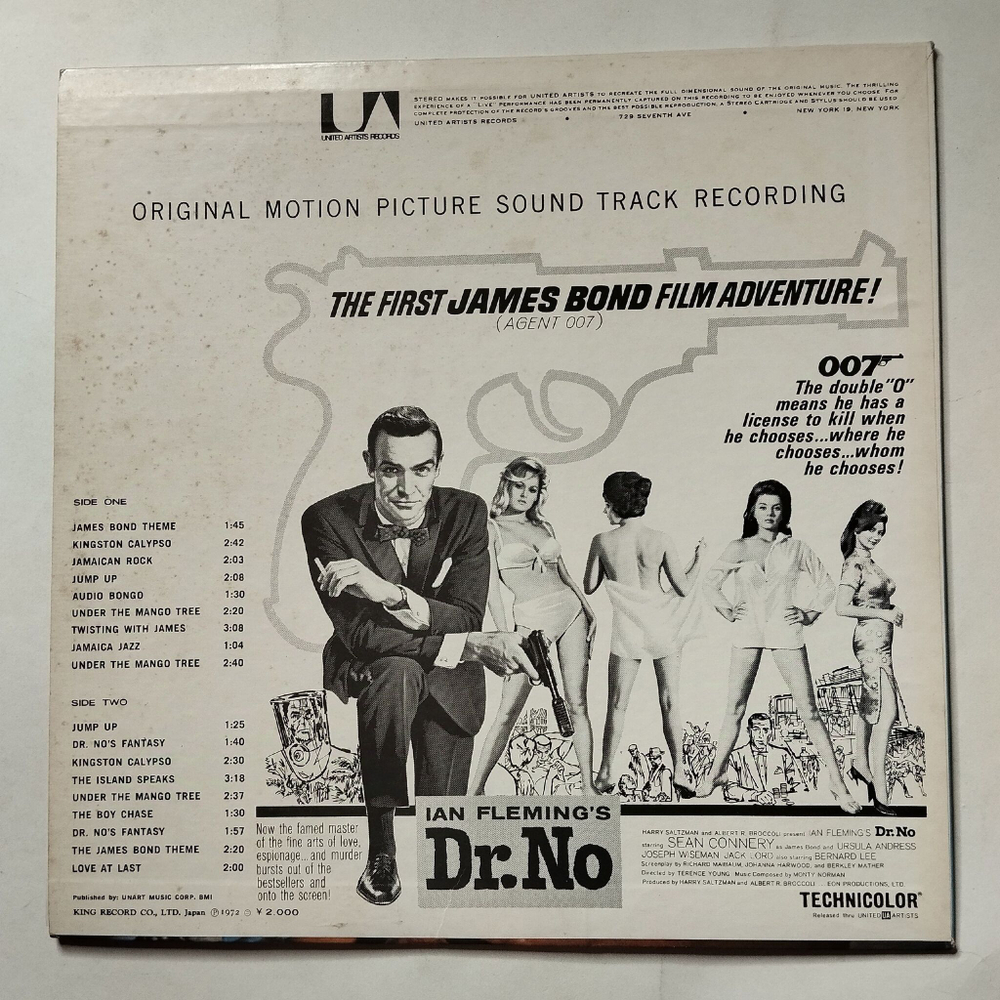 UNITED ARTISTS RECORDS
STEREO MAKES IT POSSIBLE FOR UNITED ARTISTS TO RECREATE THE FULL DIMENSIONAL SOUND OF THE ORIGINAL MUSIC. THE THRILLING
EXPERIENCE OF A "LIVE" PERFORMANCE HAS BEEN PERMANENTLY CAPTURED ON THIS RECORDING TO BE ENJOYED WHENEVER YOU CHOOSE. FOR
COMPLETE PROTECTION OF THE RECORD'S GROOVES AND THE BEST POSSIBLE REPRODUCTION, A STEREO CARTRIDGE AND STYLUS SHOULD BE USED
UNITED ARTISTS RECORDS • 729 SEVENTH AVE • NEW YORK 19, NEW YORK
ORIGINAL MOTION PICTURE SOUND TRACK RECORDING
THE FIRST JAMES BOND FILM ADVENTURE!
(AGENT 007)
007
The double "0"
means he has a
license to kill when
he chooses...where he
chooses...whom
he chooses!
SIDE ONE
JAMES BOND THEME 1:45
KINGSTON CALYPSO 2:42
JAMAICAN ROCK 2:03
JUMP UP 2:08
AUDIO BONGO 1:30
UNDER THE MANGO TREE 2:20
TWISTING WITH JAMES 3:08
JAMAICA JAZZ 1:04
UNDER THE MANGO TREE 2:40
SIDE TWO
JUMP UP 1:25
DR. NO'S FANTASY 1:40
KINGSTON CALYPSO 2:30
THE ISLAND SPEAKS 3:18
UNDER THE MANGO TREE 2:37
THE BOY CHASE 1:30
DR. NO'S FANTASY 1:57
THE JAMES BOND THEME 2:20
LOVE AT LAST 2:00
Published by: UNART MUSIC CORP. BMI
KING RECORD CO., LTD. Japan Ⓟ1972 ¥2.000
Now the famed master
of the fine arts of love,
espionage...and murder
bursts out of the
bestsellers and
onto the screen!
IAN FLEMING'S
Dr. No
HARRY SALTZMAN and ALBERT R. BROCCOLI present IAN FLEMING'S Dr. No
starring SEAN CONNERY as James Bond and URSULA ANDRESS
JOSEPH WISEMAN JACK LORD also starring BERNARD LEE
Screenplay by RICHARD MAIBAUM, JOHANNA HARWOOD, and BERKLEY MATHER
Directed by TERENCE YOUNG Music Composed by MONTY NORMAN
Produced by HARRY SALTZMAN and ALBERT R. BROCCOLI EON PRODUCTIONS, LTD.
TECHNICOLOR®
Released thru UNITED UA ARTISTS